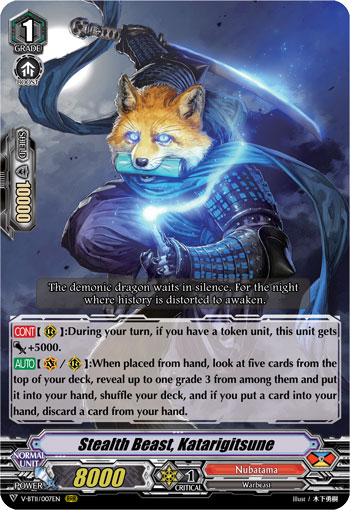 1
GRADE
BOOST
SHIELD
10000
The demonic dragon waits in silence. For the night
where history is distorted to awaken.
CONT[ ]:During your turn, if you have a token unit, this unit gets
+5000.
AUTO[ / ]:When placed from hand, look at five cards from the
top of your deck, reveal up to one grade 3 from among them and put
it into your hand, shuffle your deck, and if you put a card into your
hand, discard a card from your hand.
Stealth Beast, Katarigitsune
NORMAL
UNIT
POWER
8000
1
CRITICAL
Nubatama
Warbeast
V-BT11/007EN RRR
Illust / 木下勇樹